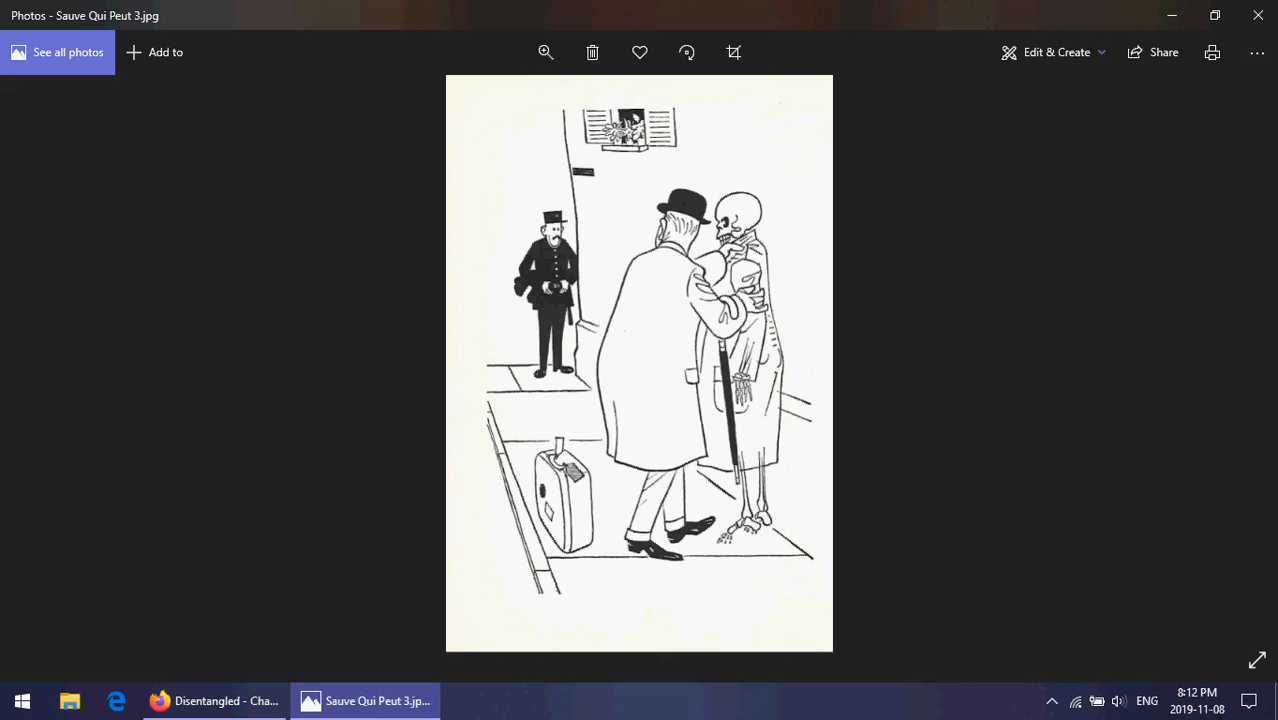 Photos - Sauve Qui Peut 3.jpg
See all photos
Add to
Edit & Create
Share
Disentangled - Cha...
Sauve Qui Peut 3.jp...
ENG
8:12 PM
2019-11-08